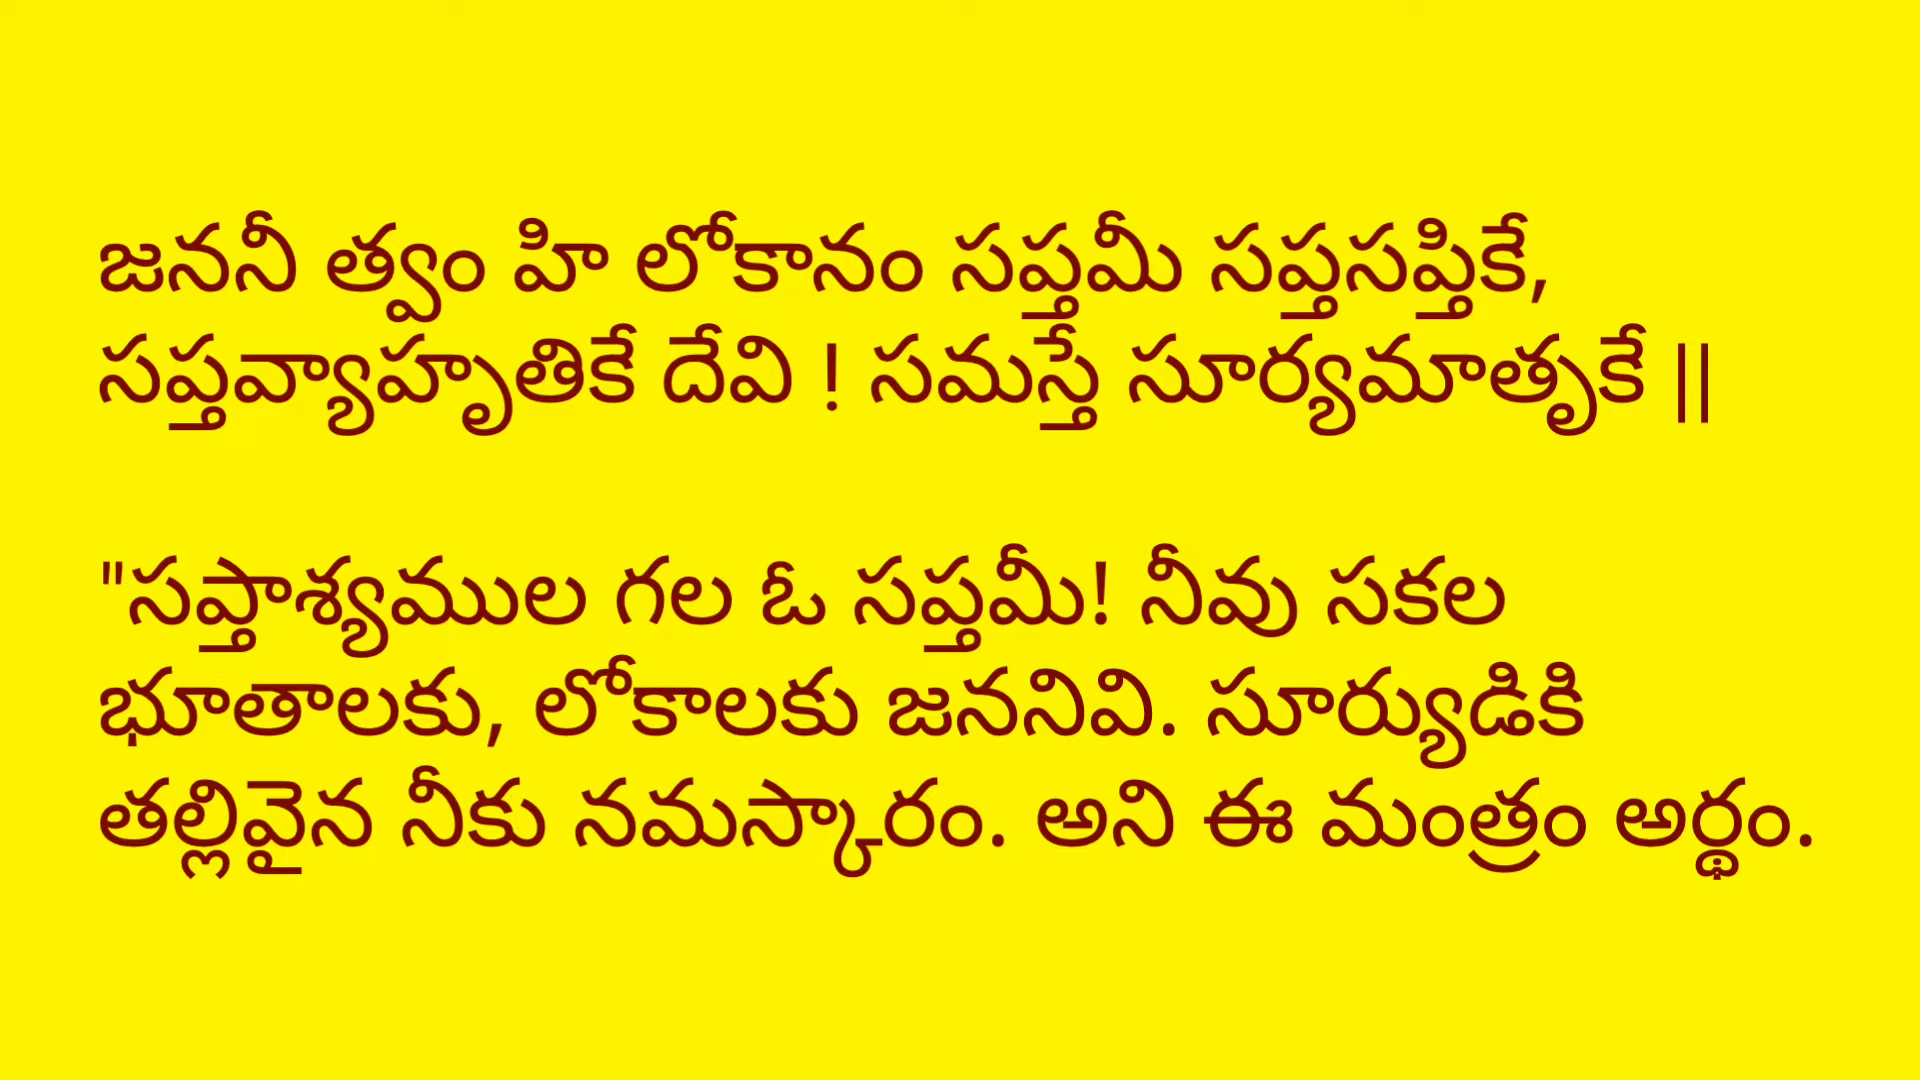 జననీ త్వం హి లోకానం సప్తమీ సప్తసప్తికే,
సప్తవ్యాహృతికే దేవి ! సమస్తే సూర్యమాతృకే ||
"సప్తాశ్యముల గల ఓ సప్తమీ! నీవు సకల
భూతాలకు, లోకాలకు జననివి. సూర్యుడికి
తల్లివైన నీకు నమస్కారం. అని ఈ మంత్రం అర్థం.